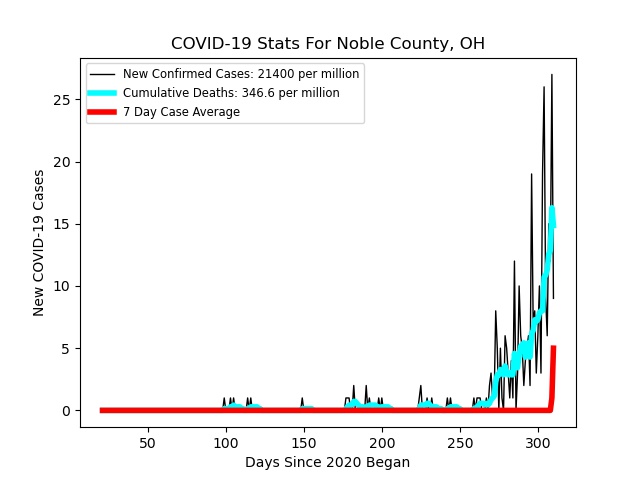 COVID-19 Stats For Noble County, OH
New Confirmed Cases: 21400 per million
Cumulative Deaths: 346.6 per million
7 Day Case Average
New COVID-19 Cases
25
20
15
10
5
0
50 100 150 200 250 300
Days Since 2020 Began